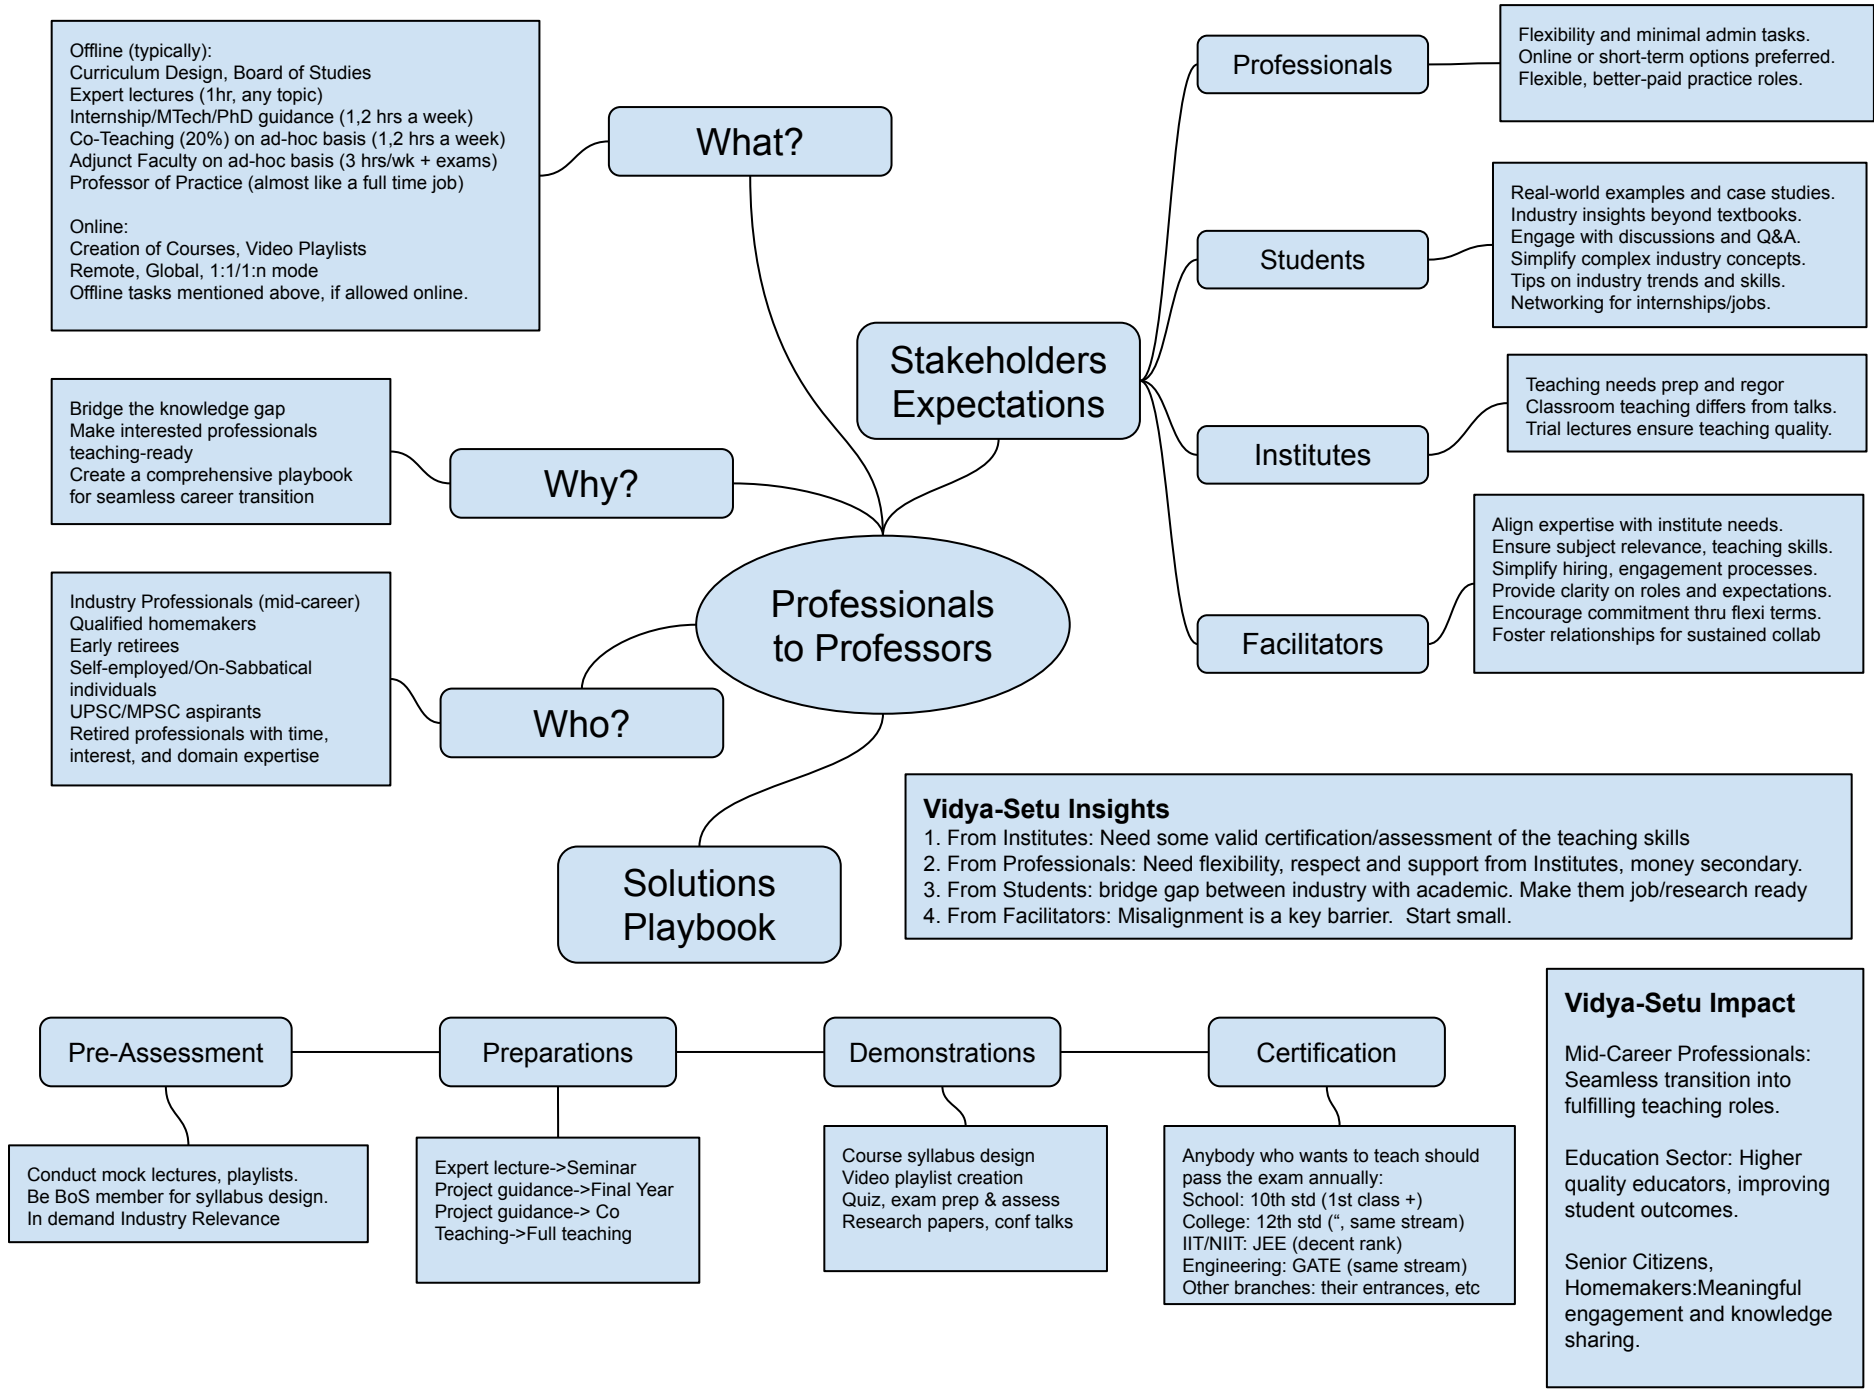 Offline (typically):
Curriculum Design, Board of Studies
Expert lectures (1hr, any topic)
Internship/MTech/PhD guidance (1,2 hrs a week)
Co-Teaching (20%) on ad-hoc basis (1,2 hrs a week)
Adjunct Faculty on ad-hoc basis (3 hrs/wk + exams)
Professor of Practice (almost like a full time job)
Online:
Creation of Courses, Video Playlists
Remote, Global, 1:1/1:n mode
Offline tasks mentioned above, if allowed online.
What?
Bridge the knowledge gap
Make interested professionals
teaching-ready
Create a comprehensive playbook
for seamless career transition
Why?
Industry Professionals (mid-career)
Qualified homemakers
Early retirees
Self-employed/On-Sabbatical
individuals
UPSC/MPSC aspirants
Retired professionals with time,
interest, and domain expertise
Who?
Professionals
to Professors
Stakeholders
Expectations
Professionals
Flexibility and minimal admin tasks.
Online or short-term options preferred.
Flexible, better-paid practice roles.
Students
Real-world examples and case studies.
Industry insights beyond textbooks.
Engage with discussions and Q&A.
Simplify complex industry concepts.
Tips on industry trends and skills.
Networking for internships/jobs.
Institutes
Teaching needs prep and regor
Classroom teaching differs from talks.
Trial lectures ensure teaching quality.
Facilitators
Align expertise with institute needs.
Ensure subject relevance, teaching skills.
Simplify hiring, engagement processes.
Provide clarity on roles and expectations.
Encourage commitment thru flexi terms.
Foster relationships for sustained collab
Solutions
Playbook
Vidya-Setu Insights
1. From Institutes: Need some valid certification/assessment of the teaching skills
2. From Professionals: Need flexibility, respect and support from Institutes, money secondary.
3. From Students: bridge gap between industry with academic. Make them job/research ready
4. From Facilitators: Misalignment is a key barrier.  Start small.
Pre-Assessment
Conduct mock lectures, playlists.
Be BoS member for syllabus design.
In demand Industry Relevance
Preparations
Expert lecture->Seminar
Project guidance->Final Year
Project guidance-> Co
Teaching->Full teaching
Demonstrations
Course syllabus design
Video playlist creation
Quiz, exam prep & assess
Research papers, conf talks
Certification
Anybody who wants to teach should
pass the exam annually:
School: 10th std (1st class +)
College: 12th std (“, same stream)
IIT/NIIT: JEE (decent rank)
Engineering: GATE (same stream)
Other branches: their entrances, etc
Vidya-Setu Impact
Mid-Career Professionals:
Seamless transition into
fulfilling teaching roles.
Education Sector: Higher
quality educators, improving
student outcomes.
Senior Citizens,
Homemakers:Meaningful
engagement and knowledge
sharing.